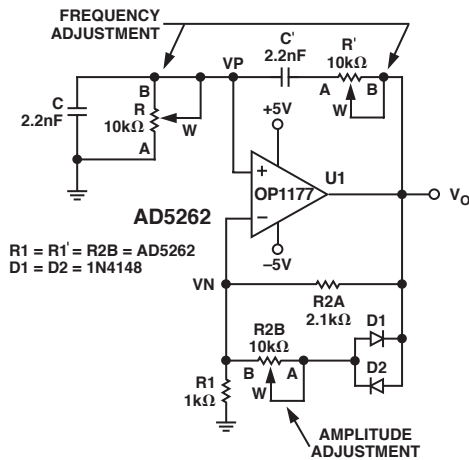 FREQUENCY
ADJUSTMENT
VP
C'
2.2nF
R'
10kΩ
A
B
W
C
2.2nF
B
R
10kΩ
W
A
+5V
+
OP1177
−
U1
VO
–5V
AD5262
R1 = R1' = R2B = AD5262
D1 = D2 = 1N4148
VN
R2A
2.1kΩ
D1
D2
R2B
10kΩ
B
A
W
R1
1kΩ
AMPLITUDE
ADJUSTMENT